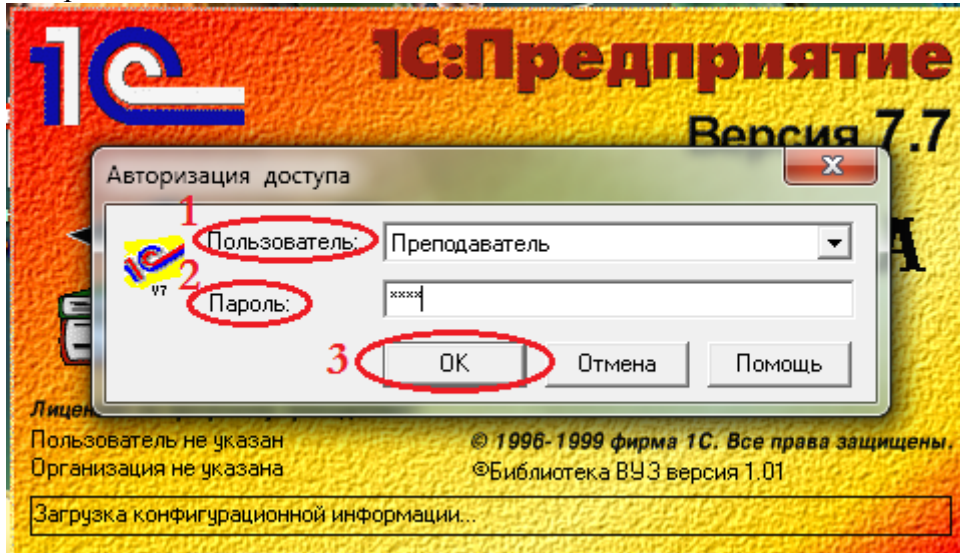 1С
1С:Предприятие
Версия 7.7
Авторизация доступа
1
Пользователь: Преподаватель
V7
2
Пароль: ××××
3 OK Отмена Помощь
Пользователь не указан
Организация не указана
© 1996-1999 фирма 1С. Все права защищены.
©Библиотека ВУЗ версия 1.01
Загрузка конфигурационной информации...